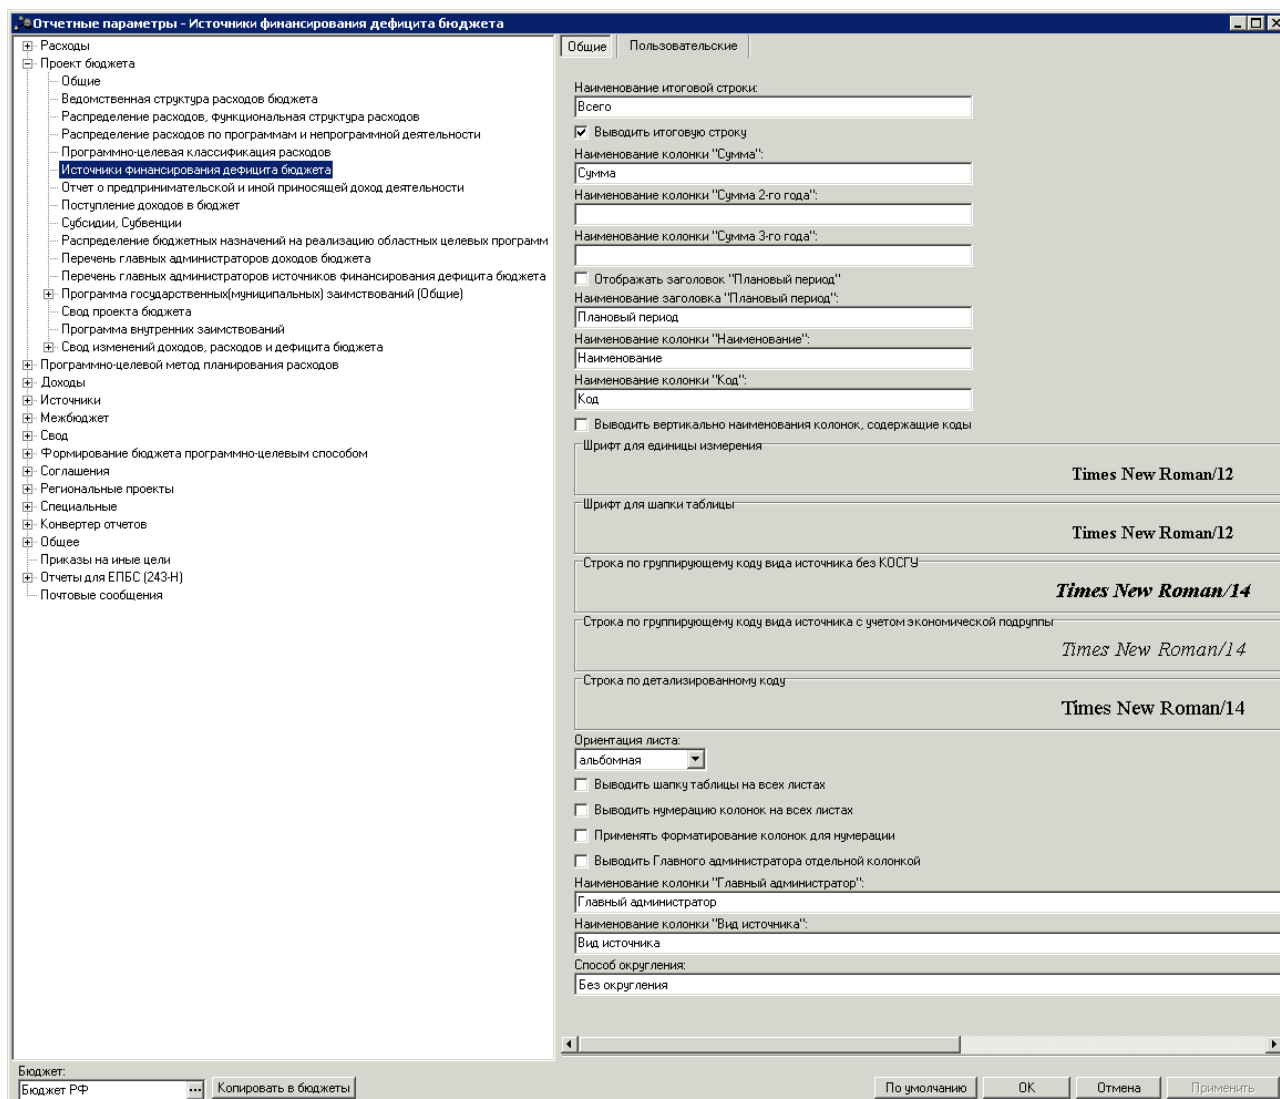 Отчетные параметры - Источники финансирования дефицита бюджета
Расходы
Проект бюджета
Общие
Ведомственная структура расходов бюджета
Распределение расходов, функциональная структура расходов
Распределение расходов по программам и непрограммной деятельности
Программно-целевая классификация расходов
Источники финансирования дефицита бюджета
Отчет о предпринимательской и иной приносящей доход деятельности
Поступление доходов в бюджет
Субсидии, Субвенции
Распределение бюджетных назначений на реализацию областных целевых программ
Перечень главных администраторов доходов бюджета
Перечень главных администраторов источников финансирования дефицита бюджета
Программа государственных(муниципальных) заимствований (Общие)
Свод проекта бюджета
Программа внутренних заимствований
Свод изменений доходов, расходов и дефицита бюджета
Программно-целевой метод планирования расходов
Доходы
Источники
Межбюджет
Свод
Формирование бюджета программно-целевым способом
Соглашения
Региональные проекты
Специальные
Конвертер отчетов
Общее
Приказы на иные цели
Отчеты для ЕПБС (243-Н)
Почтовые сообщения
Общие
Пользовательские
Наименование итоговой строки:
Всего
Выводить итоговую строку
Наименование колонки "Сумма":
Сумма
Наименование колонки "Сумма 2-го года":
Наименование колонки "Сумма 3-го года":
Отображать заголовок "Плановый период"
Наименование заголовка "Плановый период":
Плановый период
Наименование колонки "Наименование":
Наименование
Наименование колонки "Код":
Код
Выводить вертикально наименования колонок, содержащие коды
Шрифт для единицы измерения
Times New Roman/12
Шрифт для шапки таблицы
Times New Roman/12
Строка по группирующему коду вида источника без КОСГУ
Times New Roman/14
Строка по группирующему коду вида источника с учетом экономической подруппы
Times New Roman/14
Строка по детализированному коду
Times New Roman/14
Ориентация листа:
альбомная
Выводить шапку таблицы на всех листах
Выводить нумерацию колонок на всех листах
Применять форматирование колонок для нумерации
Выводить Главного администратора отдельной колонкой
Наименование колонки "Главный администратор":
Главный администратор
Наименование колонки "Вид источника":
Вид источника
Способ округления:
Без округления
Бюджет:
Бюджет РФ
...
Копировать в бюджеты
По умолчанию
OK
Отмена
Применить